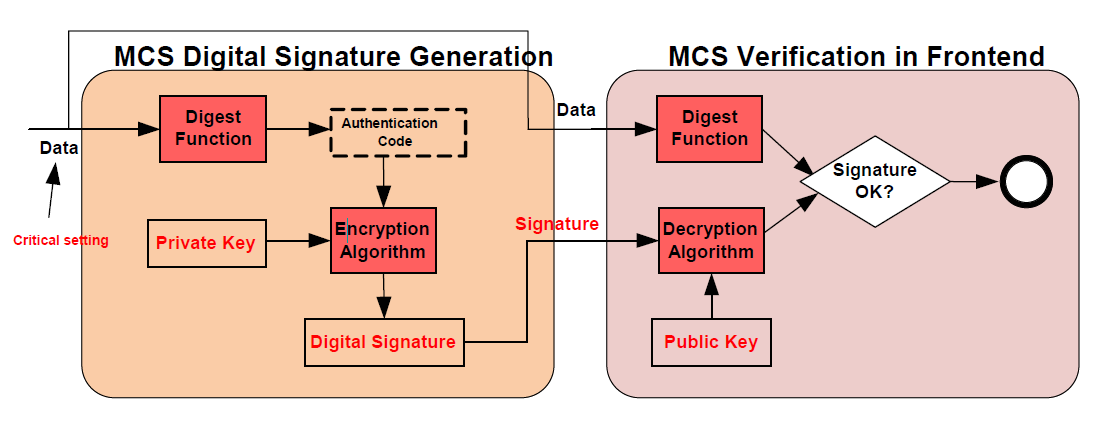 MCS Digital Signature Generation
MCS Verification in Frontend
Data
Critical setting
Digest
Function
Authentication
Code
Private Key
Encryption
Algorithm
Digital Signature
Data
Signature
Digest
Function
Decryption
Algorithm
Public Key
Signature
OK?